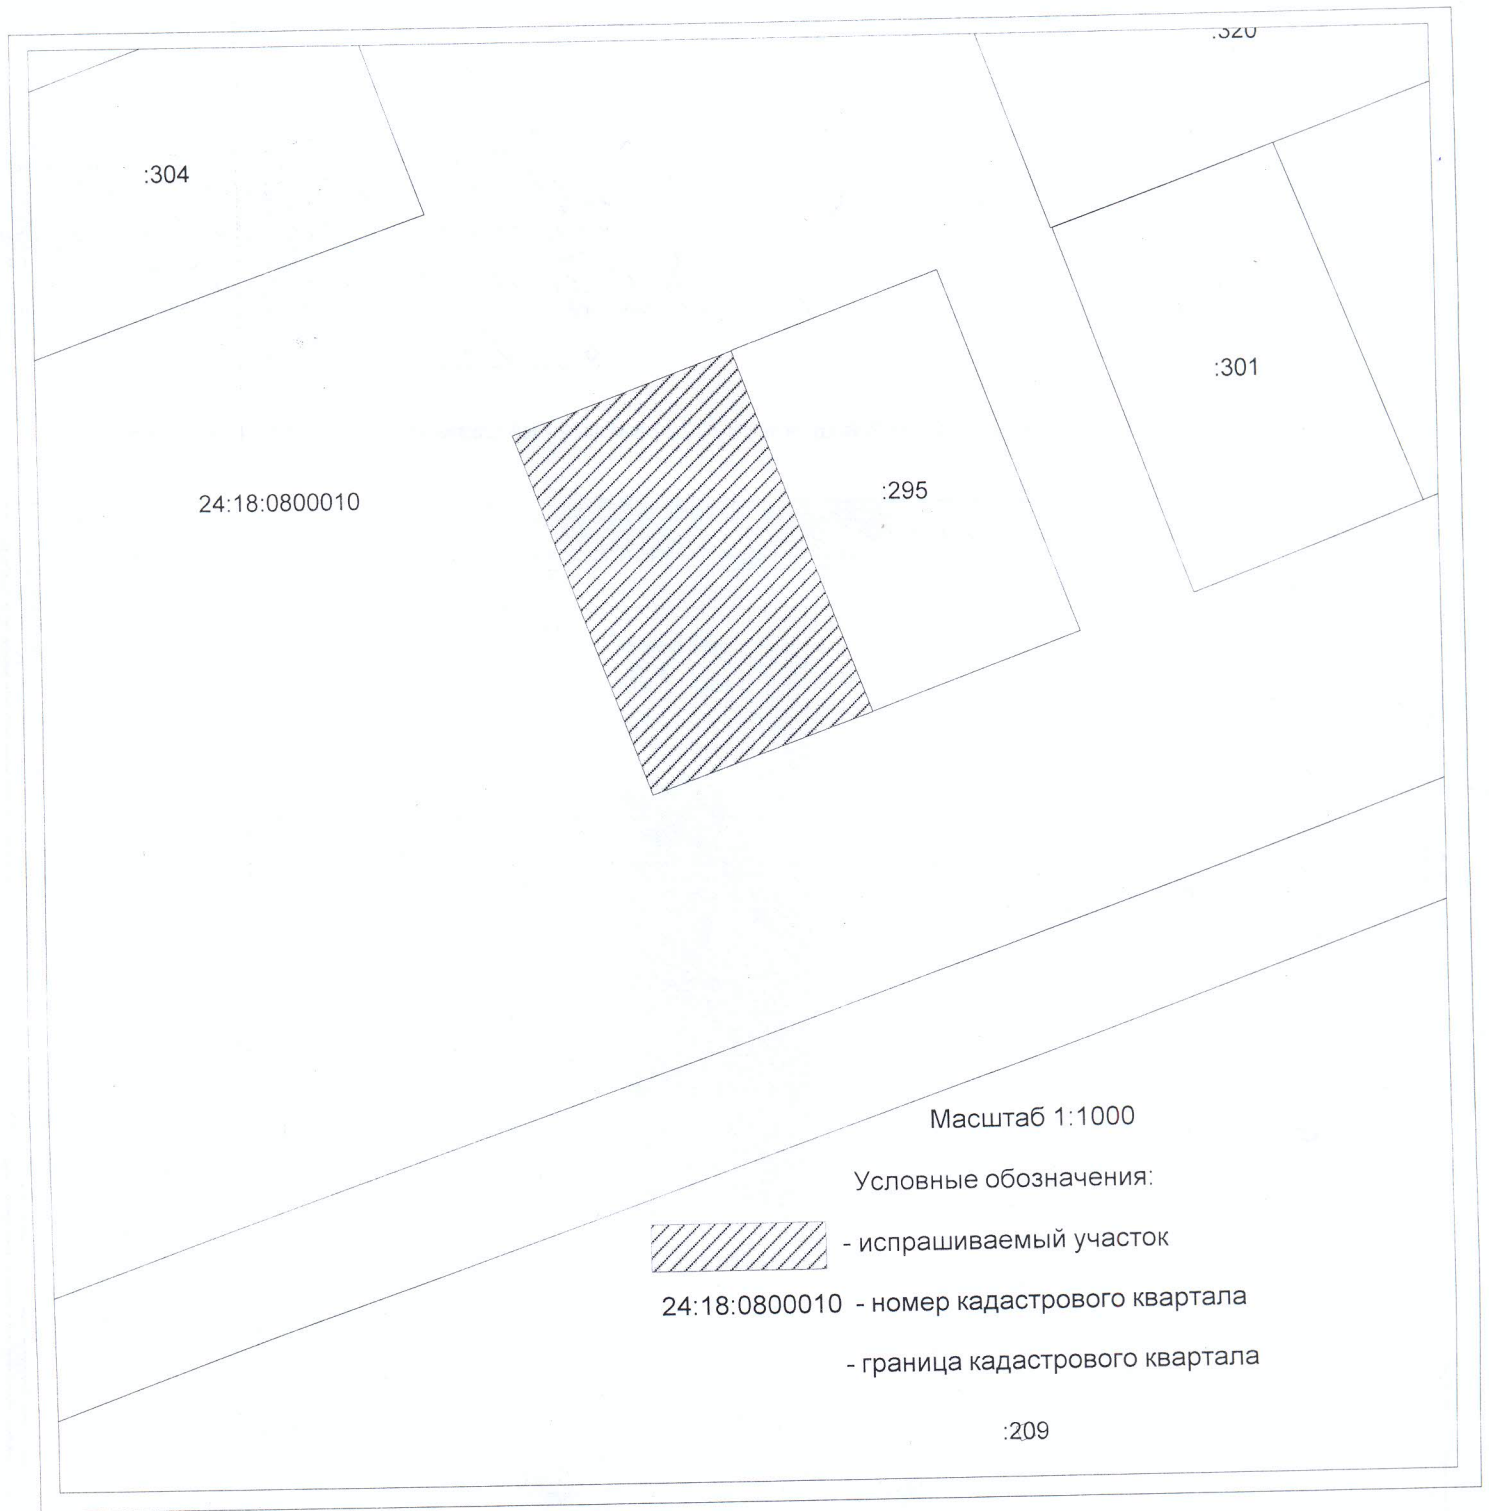 :320
:304
:301
:295
24:18:0800010
Масштаб 1:1000
Условные обозначения:
- испрашиваемый участок
24:18:0800010 - номер кадастрового квартала
- граница кадастрового квартала
:209